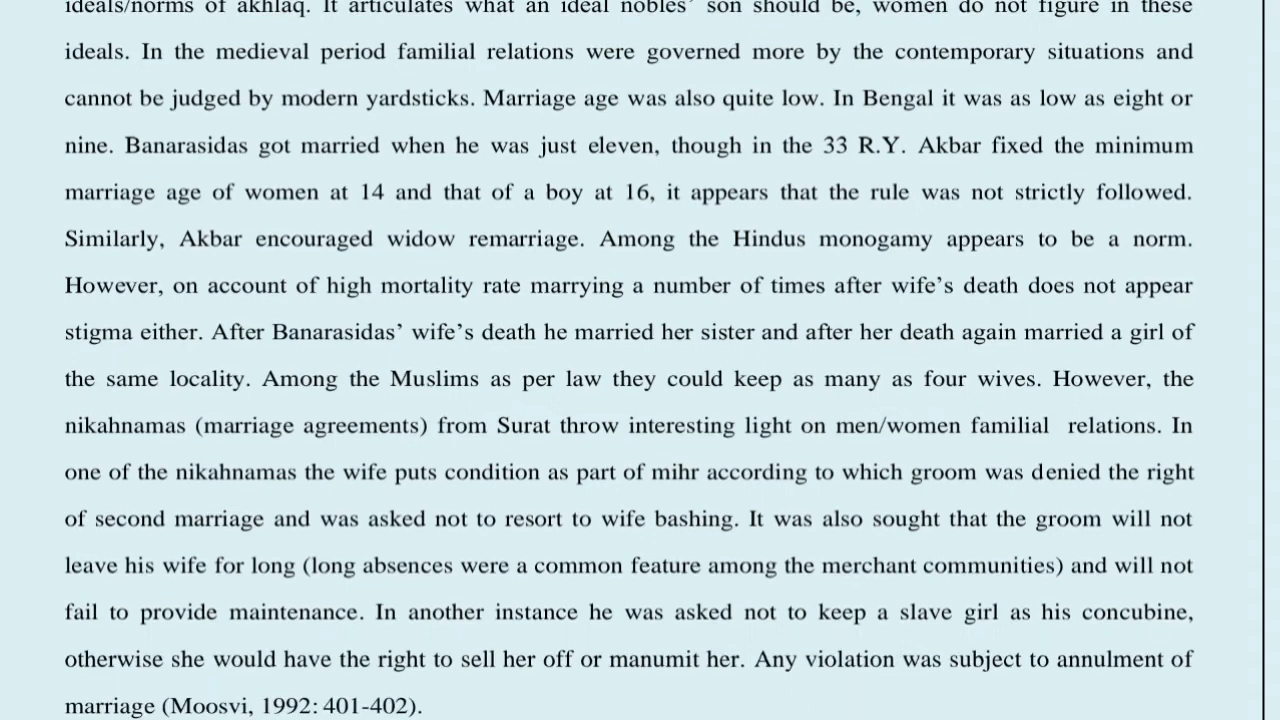 ideals/norms of akhlaq. It articulates what an ideal nobles’ son should be, women do not figure in these
ideals. In the medieval period familial relations were governed more by the contemporary situations and
cannot be judged by modern yardsticks. Marriage age was also quite low. In Bengal it was as low as eight or
nine. Banarasidas got married when he was just eleven, though in the 33 R.Y. Akbar fixed the minimum
marriage age of women at 14 and that of a boy at 16, it appears that the rule was not strictly followed.
Similarly, Akbar encouraged widow remarriage. Among the Hindus monogamy appears to be a norm.
However, on account of high mortality rate marrying a number of times after wife’s death does not appear
stigma either. After Banarasidas’ wife’s death he married her sister and after her death again married a girl of
the same locality. Among the Muslims as per law they could keep as many as four wives. However, the
nikahnamas (marriage agreements) from Surat throw interesting light on men/women familial relations. In
one of the nikahnamas the wife puts condition as part of mihr according to which groom was denied the right
of second marriage and was asked not to resort to wife bashing. It was also sought that the groom will not
leave his wife for long (long absences were a common feature among the merchant communities) and will not
fail to provide maintenance. In another instance he was asked not to keep a slave girl as his concubine,
otherwise she would have the right to sell her off or manumit her. Any violation was subject to annulment of
marriage (Moosvi, 1992: 401-402).